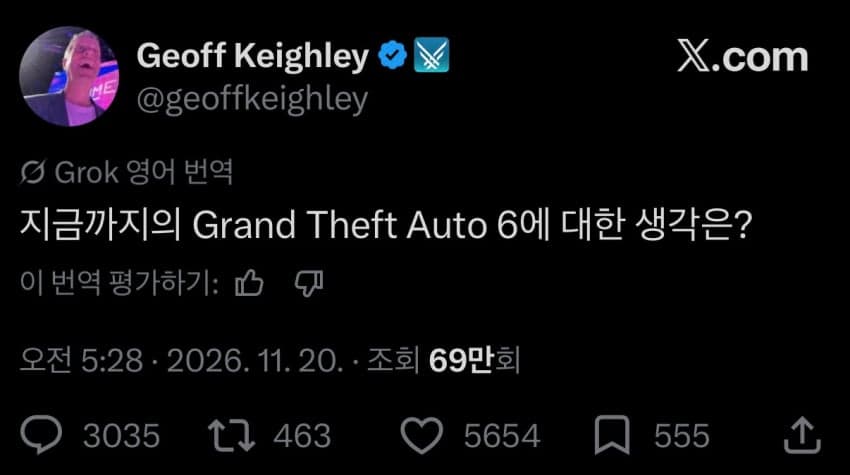 Geoff Keighley
X.com
@geoffkeighley
Grok 영어 번역
지금까지의 Grand Theft Auto 6에 대한 생각은?
이 번역 평가하기:
오전 5:28 · 2026. 11. 20. · 조회 69만회
3035 463 5654 555